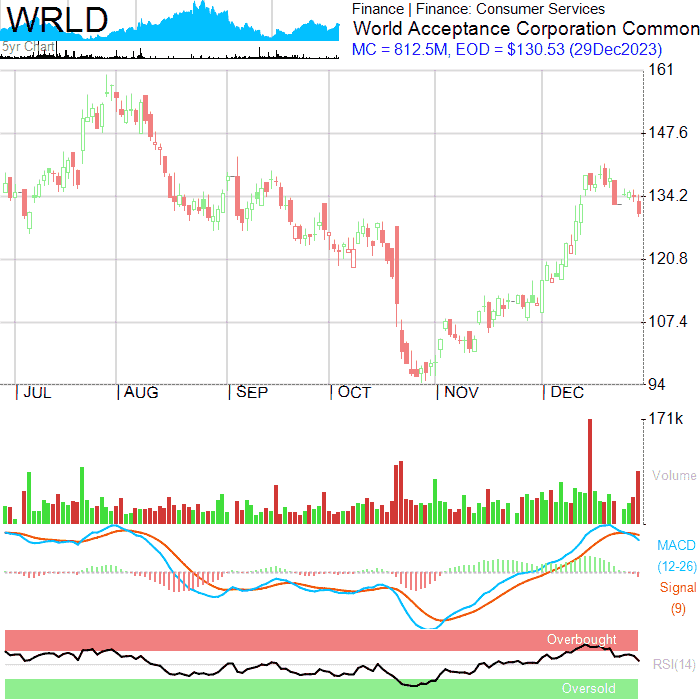 WRLD
5yr Chart
Finance | Finance: Consumer Services
World Acceptance Corporation Common
MC = 812.5M, EOD = $130.53 (29Dec2023)
161
147.6
134.2
120.8
107.4
94
JUL AUG SEP OCT NOV DEC
171k
Volume
MACD
(12-26)
Signal
(9)
Overbought
RSI(14)
Oversold